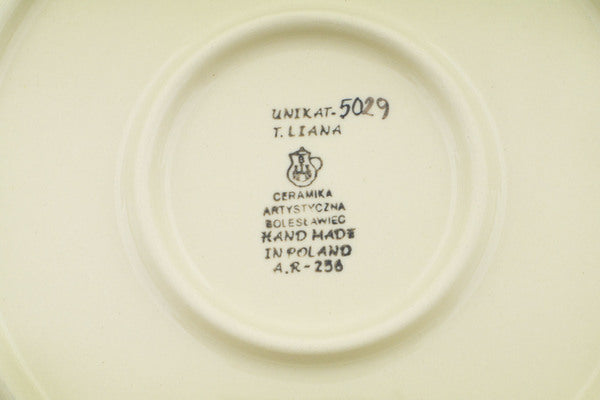 UNIKAT-5029
T. LIANA
CERAMIKA
ARTYSTYCZNA
BOLESŁAWIEC
HAND MADE
IN POLAND
A.R-238